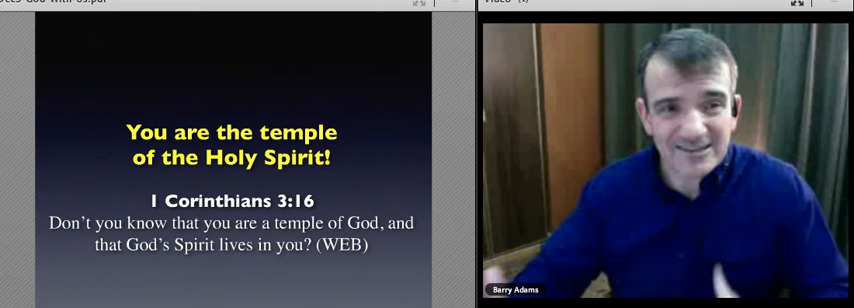 You are the temple
of the Holy Spirit!
1 Corinthians 3:16
Don't you know that you are a temple of God, and
that God's Spirit lives in you? (WEB)
Barry Adams